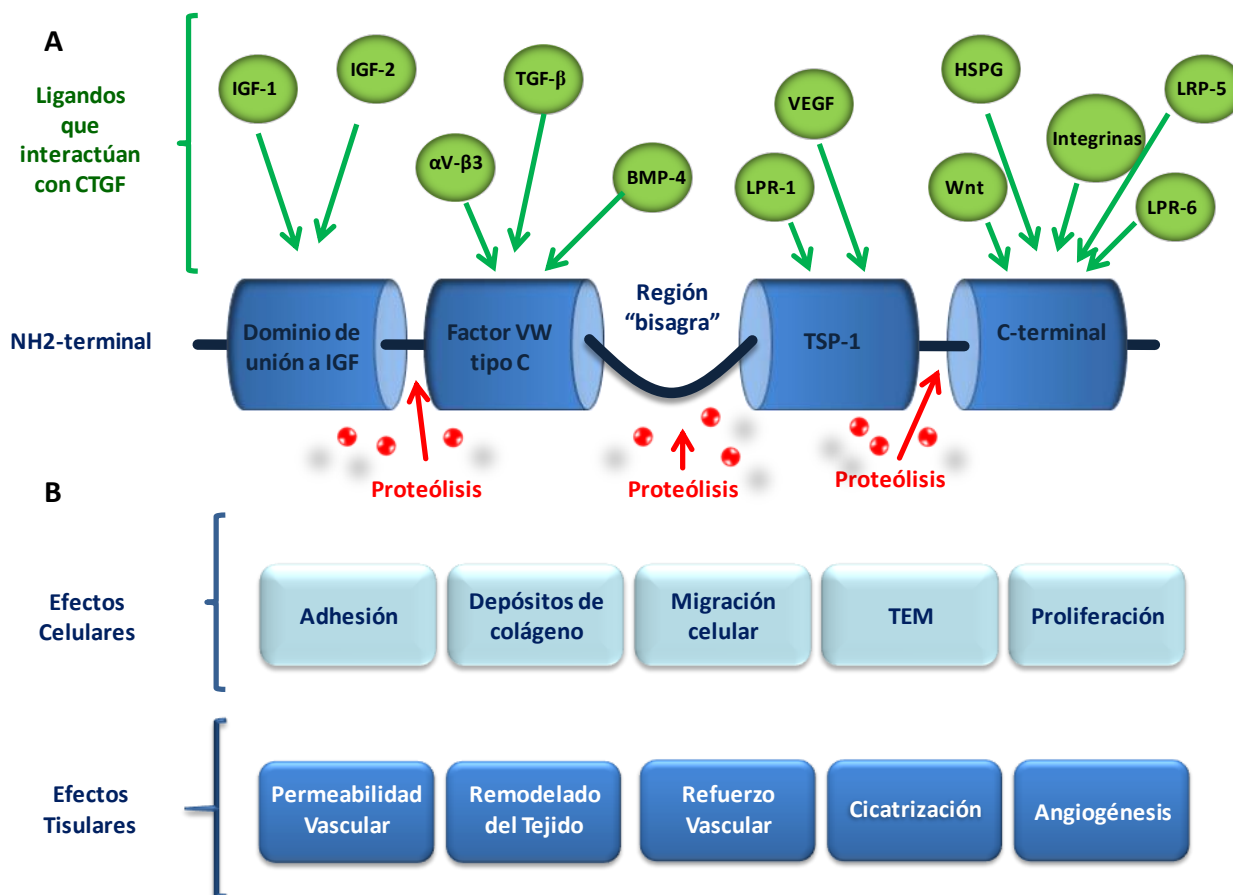 A
Ligandos
que
interactúan
con CTGF
IGF-1
IGF-2
TGF-β
αV-β3
BMP-4
VEGF
LPR-1
HSPG
LRP-5
Integrinas
Wnt
LPR-6
NH2-terminal
Dominio de
unión a IGF
Factor VW
tipo C
Región
“bisagra”
TSP-1
C-terminal
Proteólisis
Proteólisis
Proteólisis
B
Efectos
Celulares
Adhesión
Depósitos de
colágeno
Migración
celular
TEM
Proliferación
Efectos
Tisulares
Permeabilidad
Vascular
Remodelado
del Tejido
Refuerzo
Vascular
Cicatrización
Angiogénesis